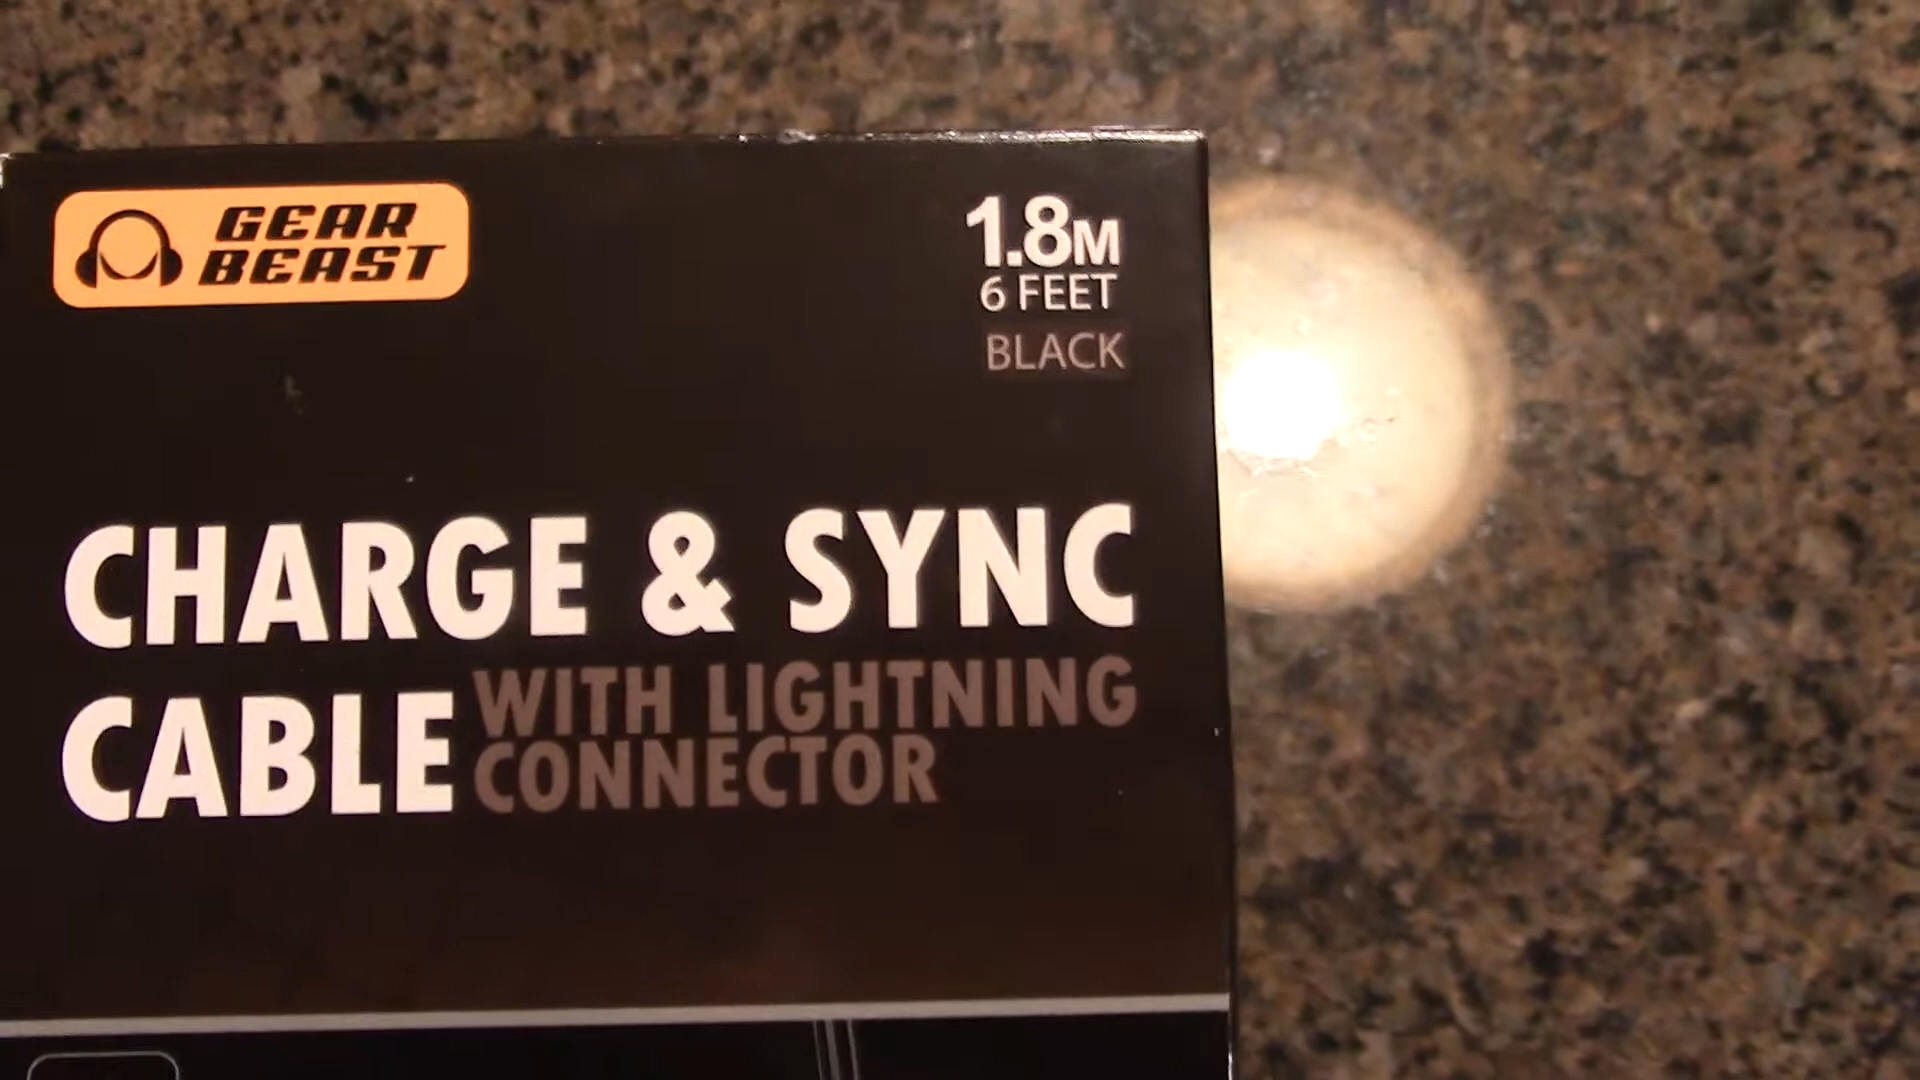 GEAR
BEAST
1.8M
6 FEET
BLACK
CHARGE & SYNC
CABLE WITH LIGHTNING
CONNECTOR